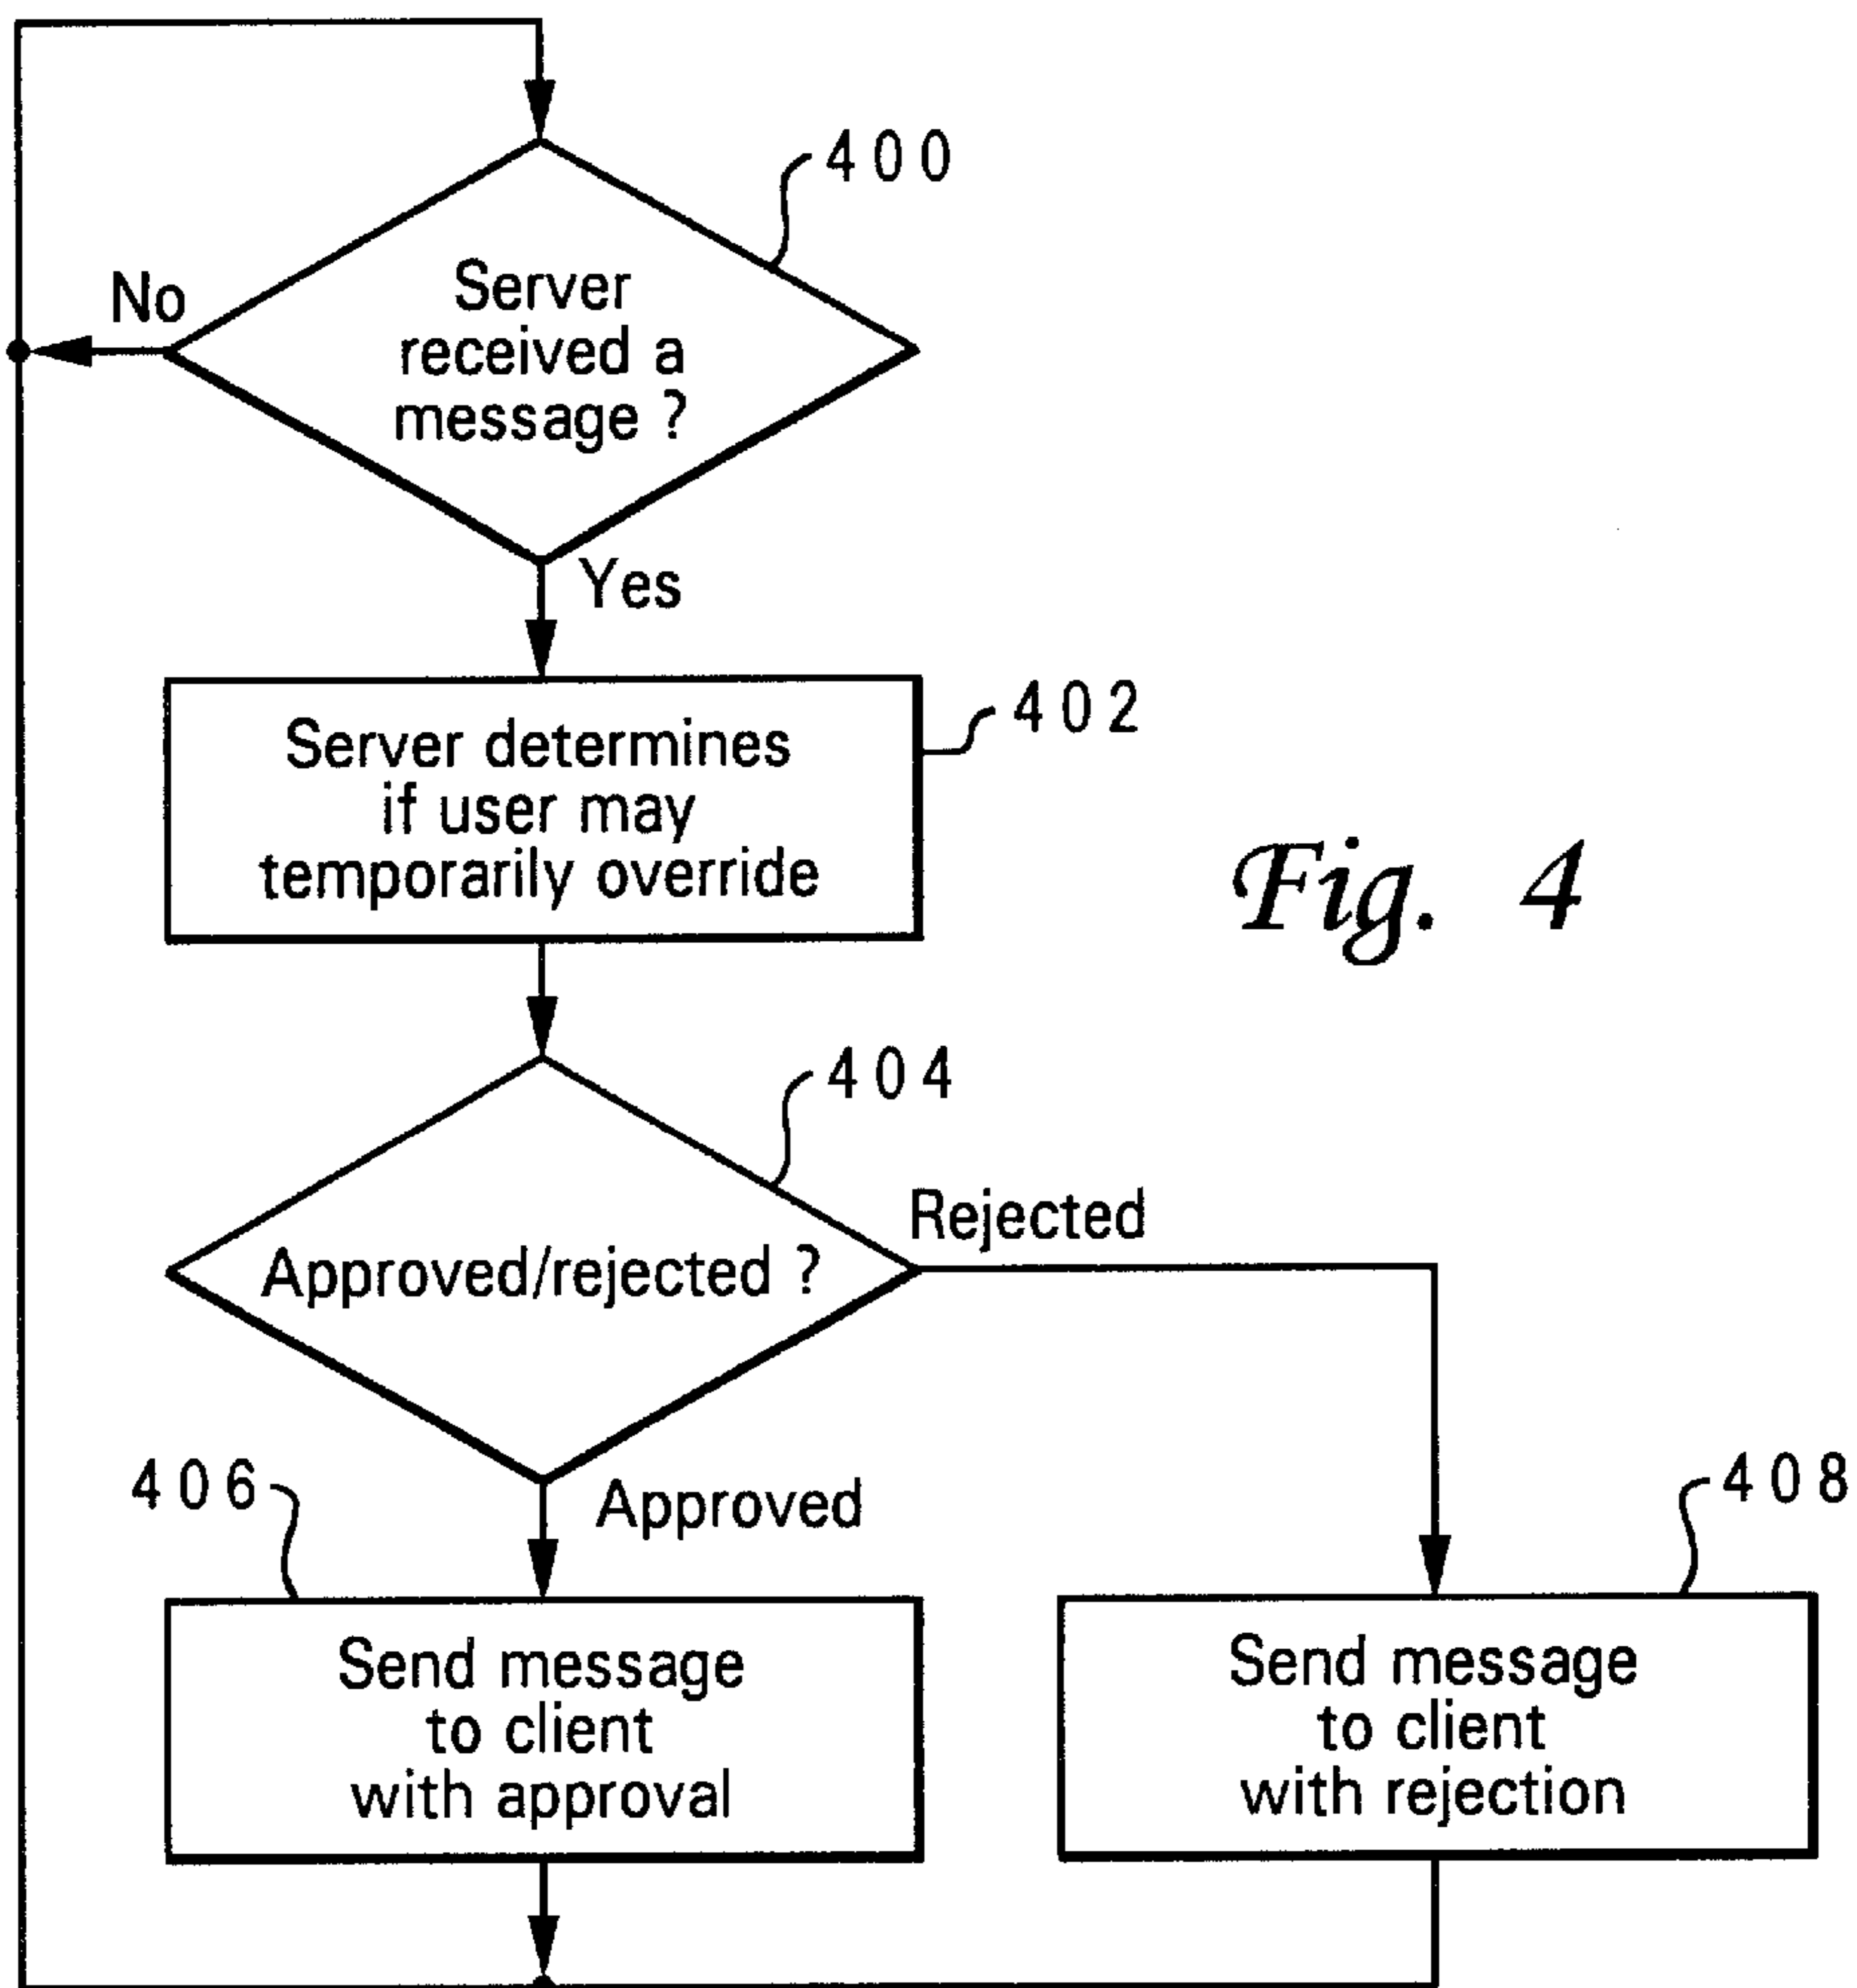 400
No
Server
received a
message ?
Yes
402
Server determines
if user may
temporarily override
Fig. 4
404
Rejected
Approved/rejected ?
406
Approved
408
Send message
to client
with approval
Send message
to client
with rejection